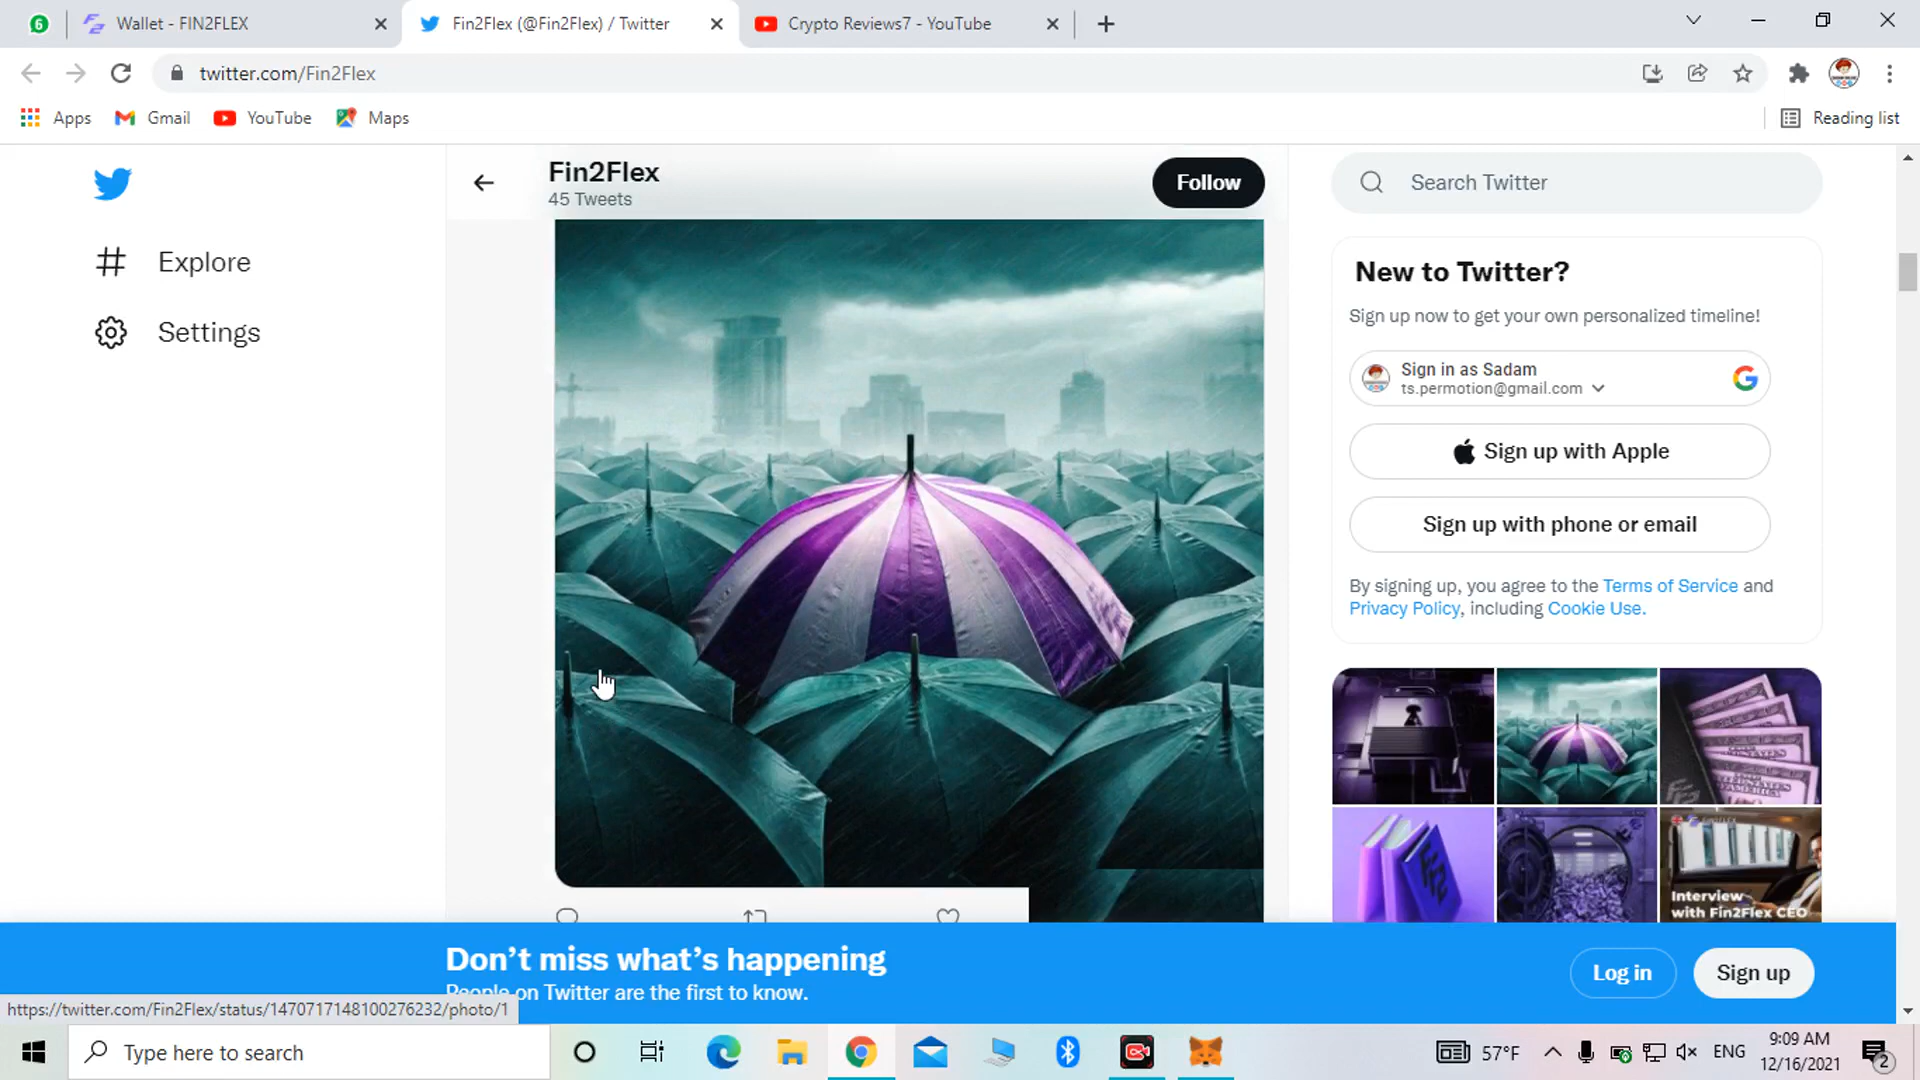 6
Wallet - FIN2FLEX
Fin2Flex (@Fin2Flex) / Twitter
Crypto Reviews7 - YouTube
twitter.com/Fin2Flex
Apps
Gmail
YouTube
Maps
Reading list
Explore
Settings
Fin2Flex
45 Tweets
Follow
Search Twitter
New to Twitter?
Sign up now to get your own personalized timeline!
Sign in as Sadam
ts.permotion@gmail.com
Sign up with Apple
Sign up with phone or email
By signing up, you agree to the Terms of Service and
Privacy Policy, including Cookie Use.
Interview
with Fin2Flex CEO
Don't miss what's happening
People on Twitter are the first to know.
Log in
Sign up
https://twitter.com/Fin2Flex/status/1470717148100276232/photo/1
Type here to search
57°F
ENG
9:09 AM
12/16/2021
2